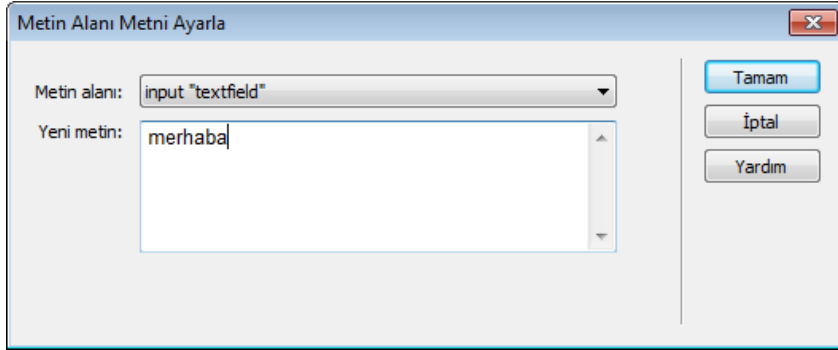 Metin Alanı Metni Ayarla
Metin alanı: input "textfield"
Yeni metin: merhaba
Tamam
İptal
Yardım